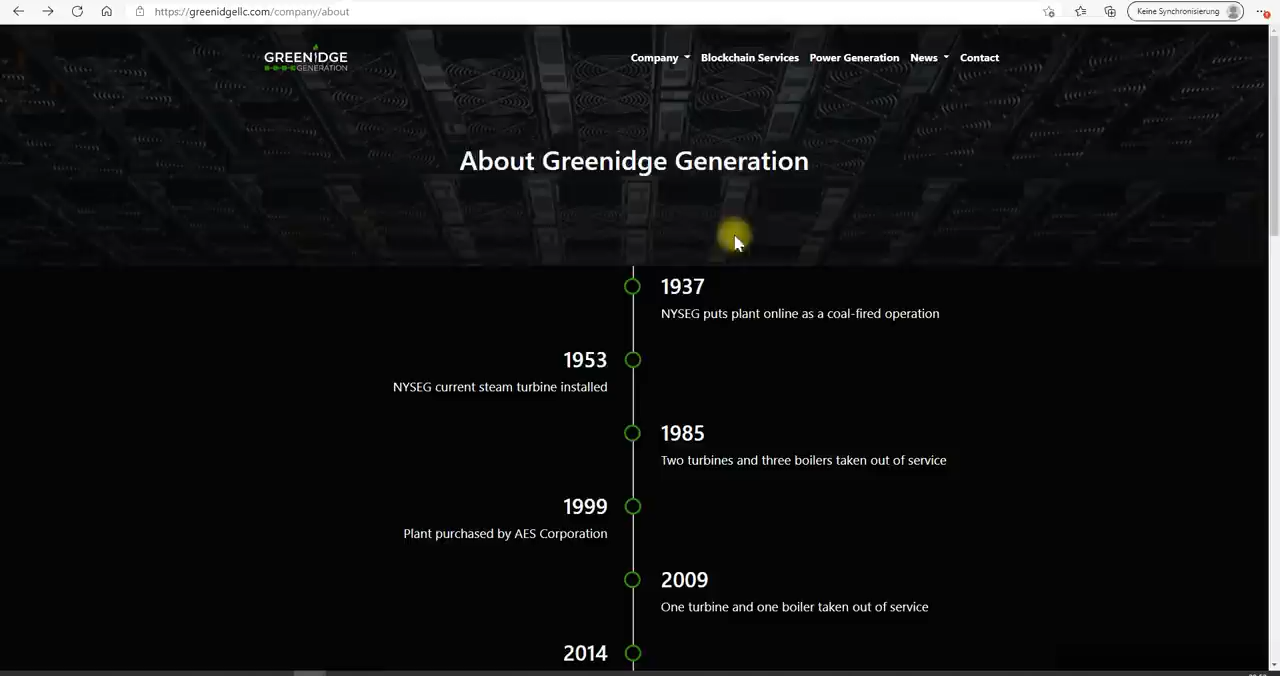 https://greenidgellc.com/company/about
Keine Synchronisierung
GREENIDGE
GENERATION
Company
Blockchain Services
Power Generation
News
Contact
About Greenidge Generation
1937
NYSEG puts plant online as a coal-fired operation
1953
NYSEG current steam turbine installed
1985
Two turbines and three boilers taken out of service
1999
Plant purchased by AES Corporation
2009
One turbine and one boiler taken out of service
2014